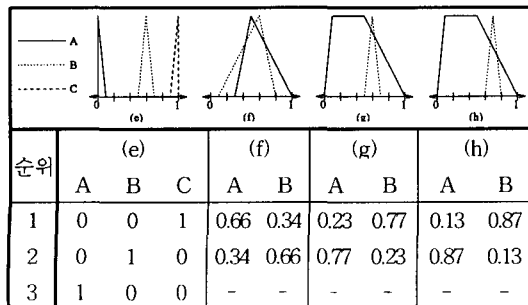 A
B
C
0 1 0 1 0 1 0 1
(e) (f) (g) (h)
순위 (e) (f) (g) (h)
A B C A B A B A B
1 0 0 1 0.66 0.34 0.23 0.77 0.13 0.87
2 0 1 0 0.34 0.66 0.77 0.23 0.87 0.13
3 1 0 0 - - - - - -